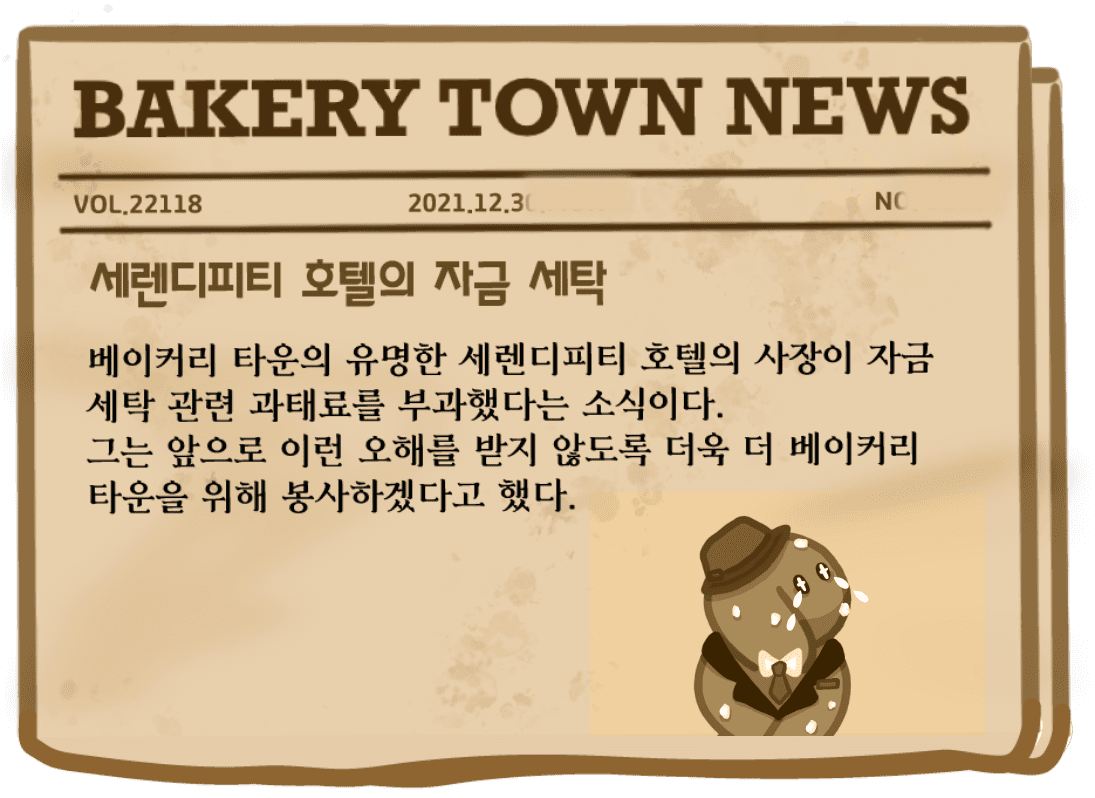 BAKERY TOWN NEWS
VOL.22118 2021.12.30
세렌디피티 호텔의 자금 세탁
베이커리 타운의 유명한 세렌디피티 호텔의 사장이 자금
세탁 관련 과태료를 부과했다는 소식이다.
그는 앞으로 이런 오해를 받지 않도록 더욱 더 베이커리
타운을 위해 봉사하겠다고 했다.